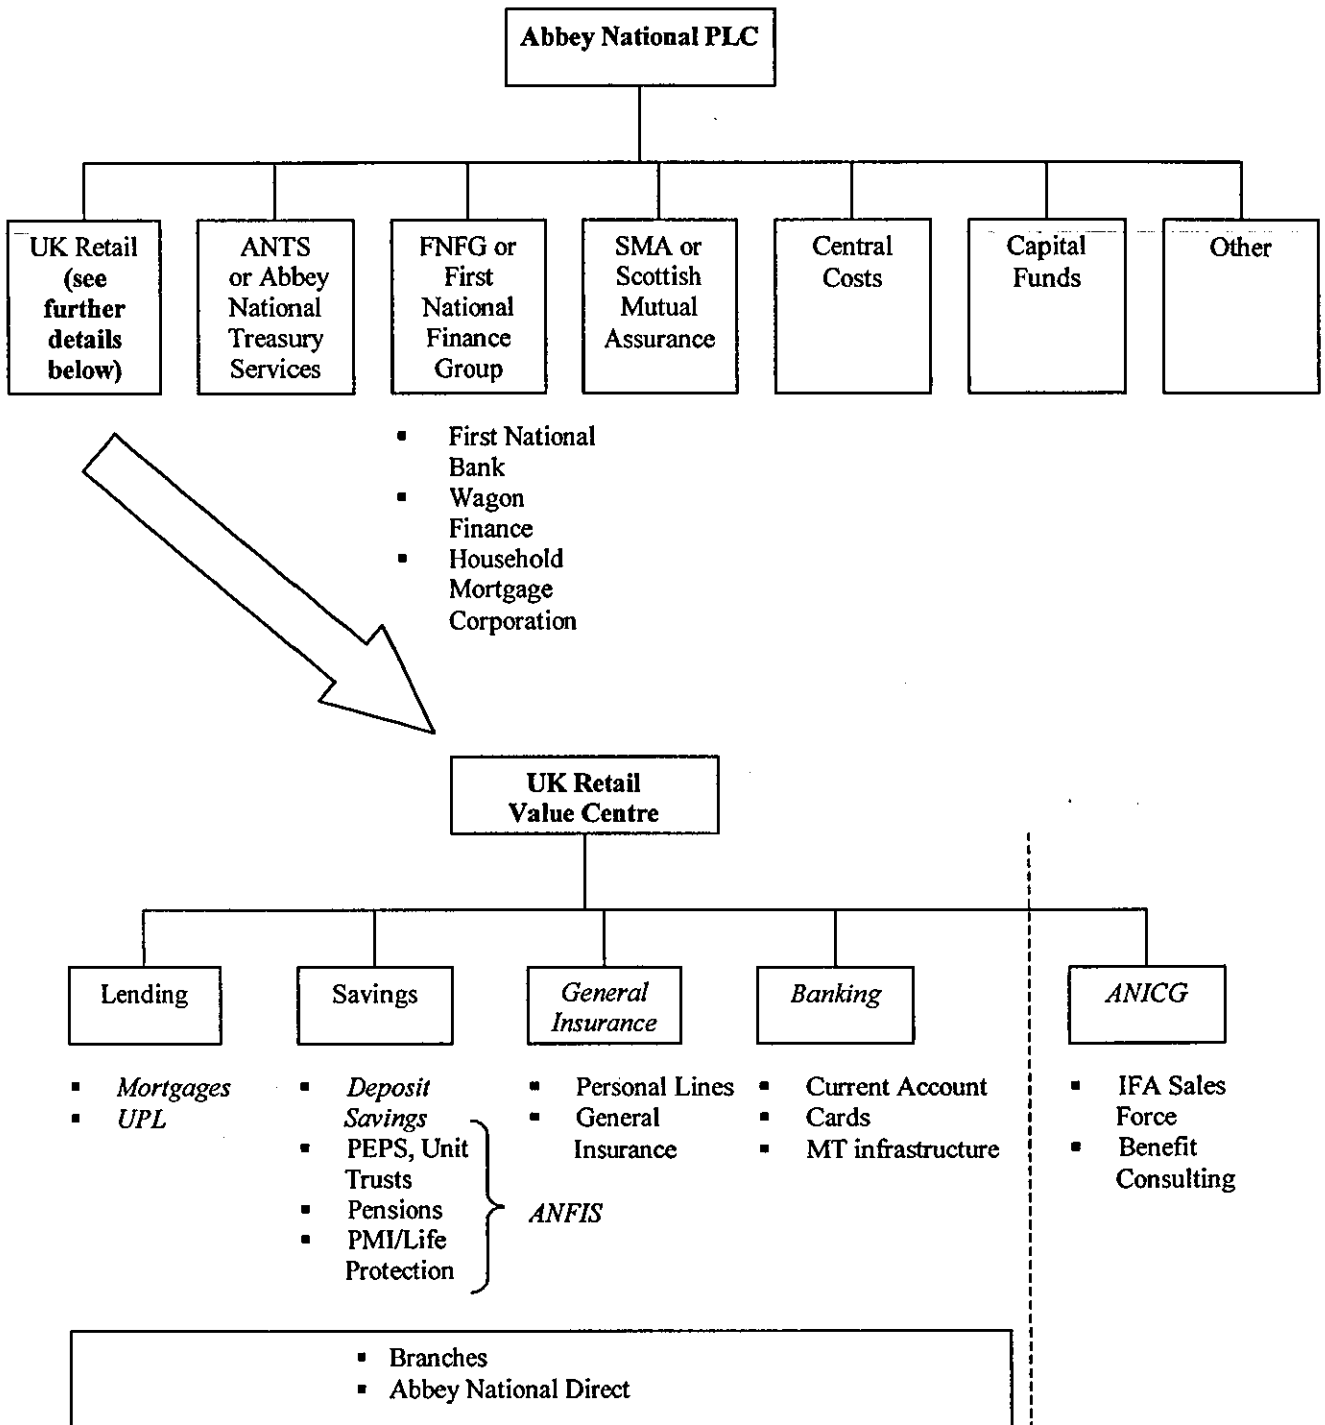 Abbey National PLC
UK Retail
(see
further
details
below)
ANTS
or Abbey
National
Treasury
Services
FNFG or
First
National
Finance
Group
SMA or
Scottish
Mutual
Assurance
Central
Costs
Capital
Funds
Other
▪ First National
Bank
▪ Wagon
Finance
▪ Household
Mortgage
Corporation
UK Retail
Value Centre
Lending
Savings
General
Insurance
Banking
ANICG
▪ Mortgages
▪ UPL
▪ Deposit
Savings
▪ PEPS, Unit
Trusts
▪ Pensions
▪ PMI/Life
Protection
ANFIS
▪ Personal Lines
▪ General
Insurance
▪ Current Account
▪ Cards
▪ MT infrastructure
▪ IFA Sales
Force
▪ Benefit
Consulting
▪ Branches
▪ Abbey National Direct